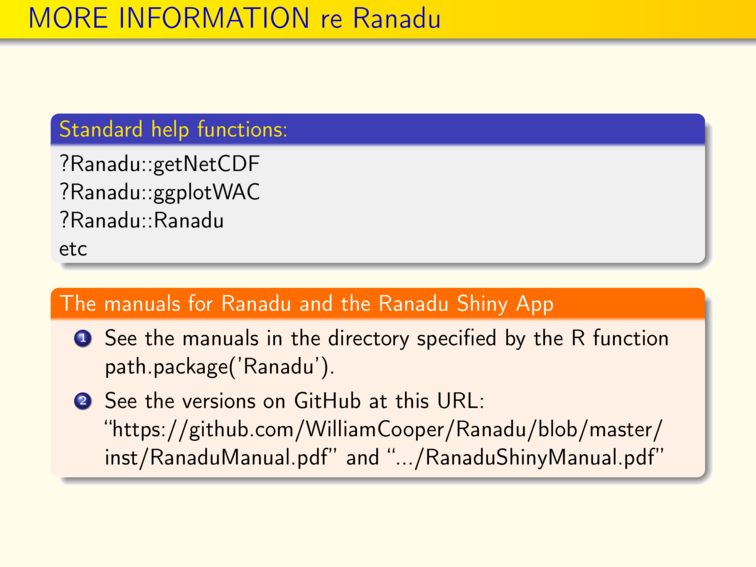 MORE INFORMATION re Ranadu
Standard help functions:
?Ranadu::getNetCDF
?Ranadu::ggplotWAC
?Ranadu::Ranadu
etc
The manuals for Ranadu and the Ranadu Shiny App
1 See the manuals in the directory specified by the R function
path.package('Ranadu').
2 See the versions on GitHub at this URL:
“https://github.com/WilliamCooper/Ranadu/blob/master/
inst/RanaduManual.pdf” and “.../RanaduShinyManual.pdf”